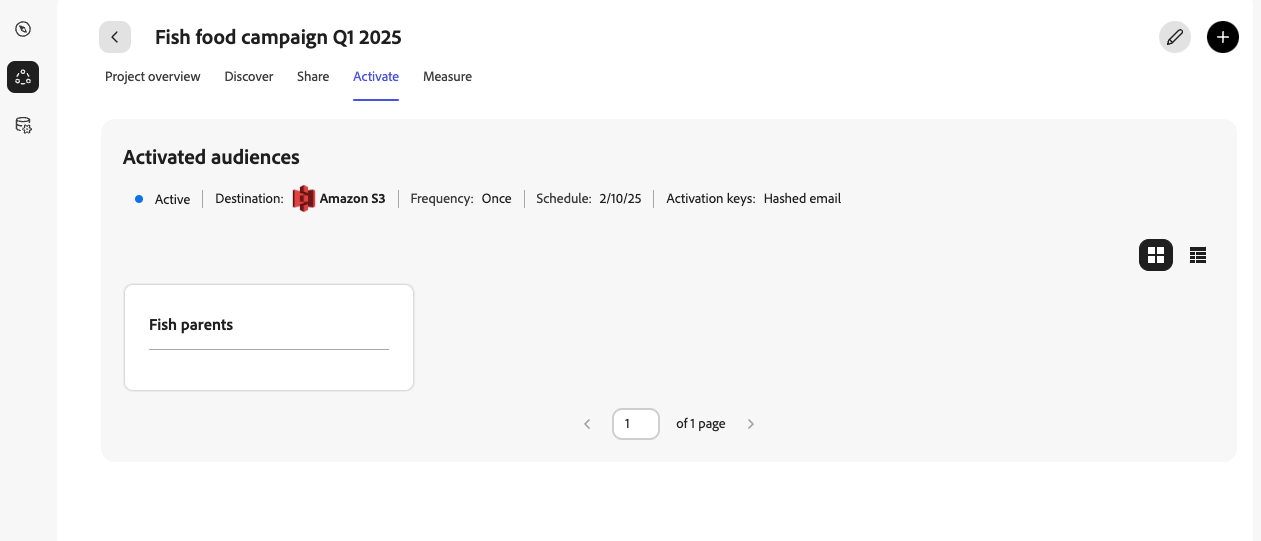 Fish food campaign Q1 2025
Project overview Discover Share Activate Measure
Activated audiences
Active Destination: Amazon S3 Frequency: Once Schedule: 2/10/25 Activation keys: Hashed email
Fish parents
1 of 1 page